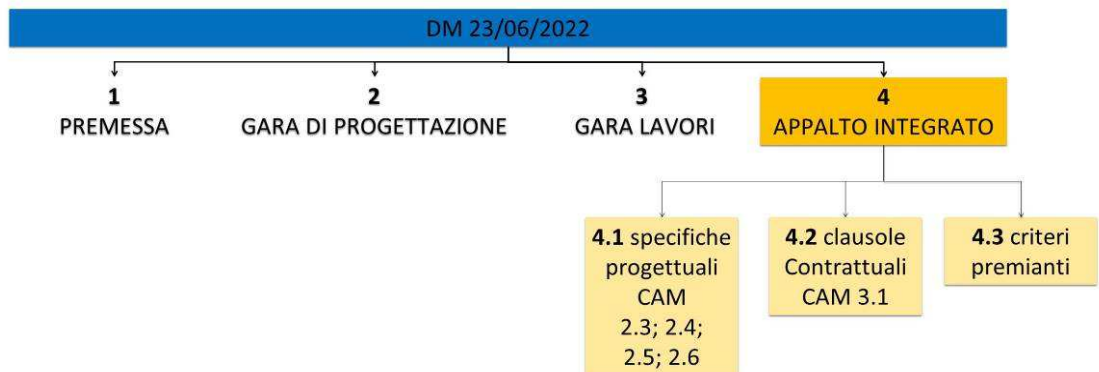 DM 23/06/2022
1
PREMESSA
2
GARA DI PROGETTAZIONE
3
GARA LAVORI
4
APPALTO INTEGRATO
4.1 specifiche
progettuali
CAM
2.3; 2.4;
2.5; 2.6
4.2 clausole
Contrattuali
CAM 3.1
4.3 criteri
premianti